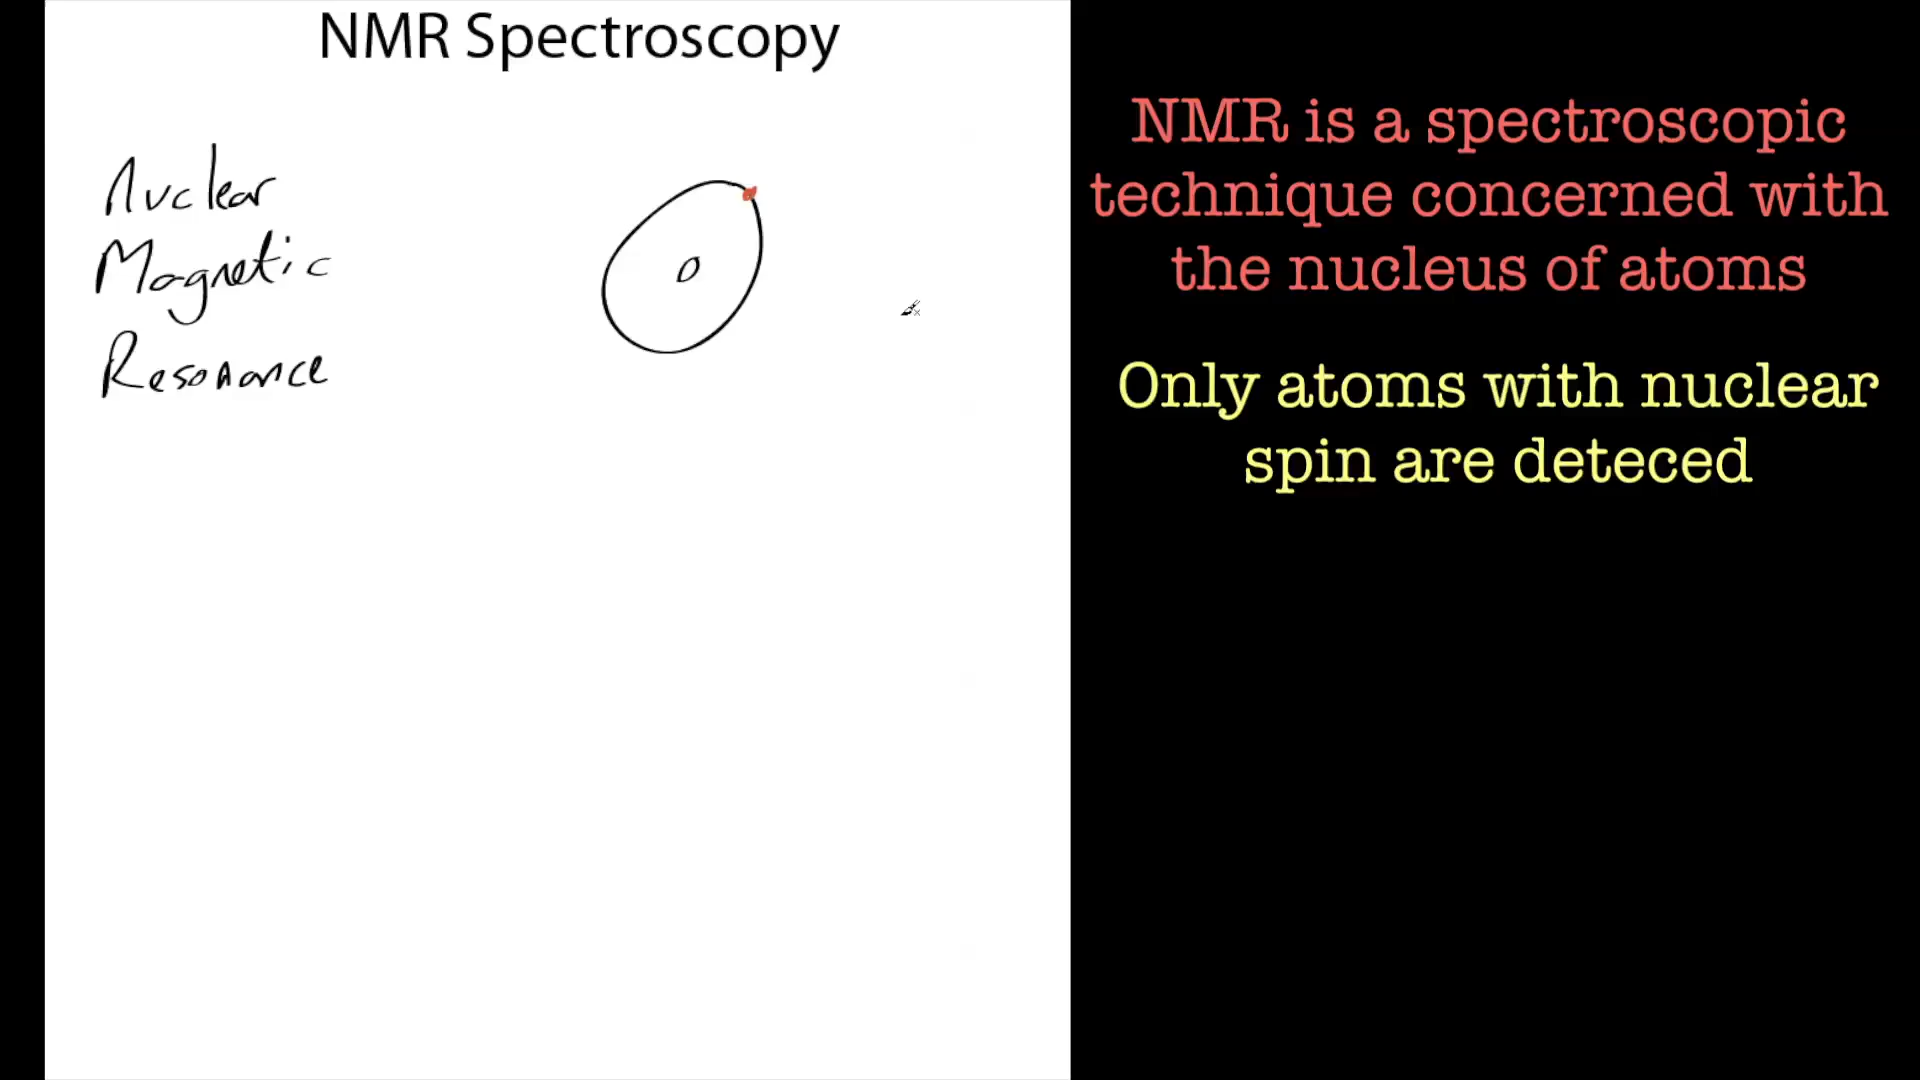 NMR Spectroscopy
Nuclear
Magnetic
Resonance
NMR is a spectroscopic
technique concerned with
the nucleus of atoms
Only atoms with nuclear
spin are deteced